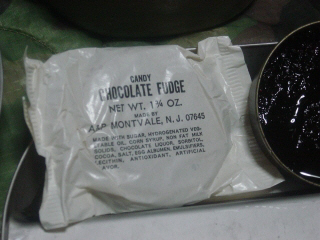 CANDY
CHOCOLATE FUDGE
NET WT. 1¾ OZ.
MADE BY
A&P MONTVALE, N. J. 07645
MADE WITH SUGAR, HYDROGENATED VEG-
ETABLE OIL, CORN SYRUP, NON FAT MILK
SOLIDS, CHOCOLATE LIQUOR, SORBITOL,
COCOA, SALT, EGG ALBUMEN, EMULSIFIERS,
LECITHIN, ANTIOXIDANT, ARTIFICIAL
FLAVOR.